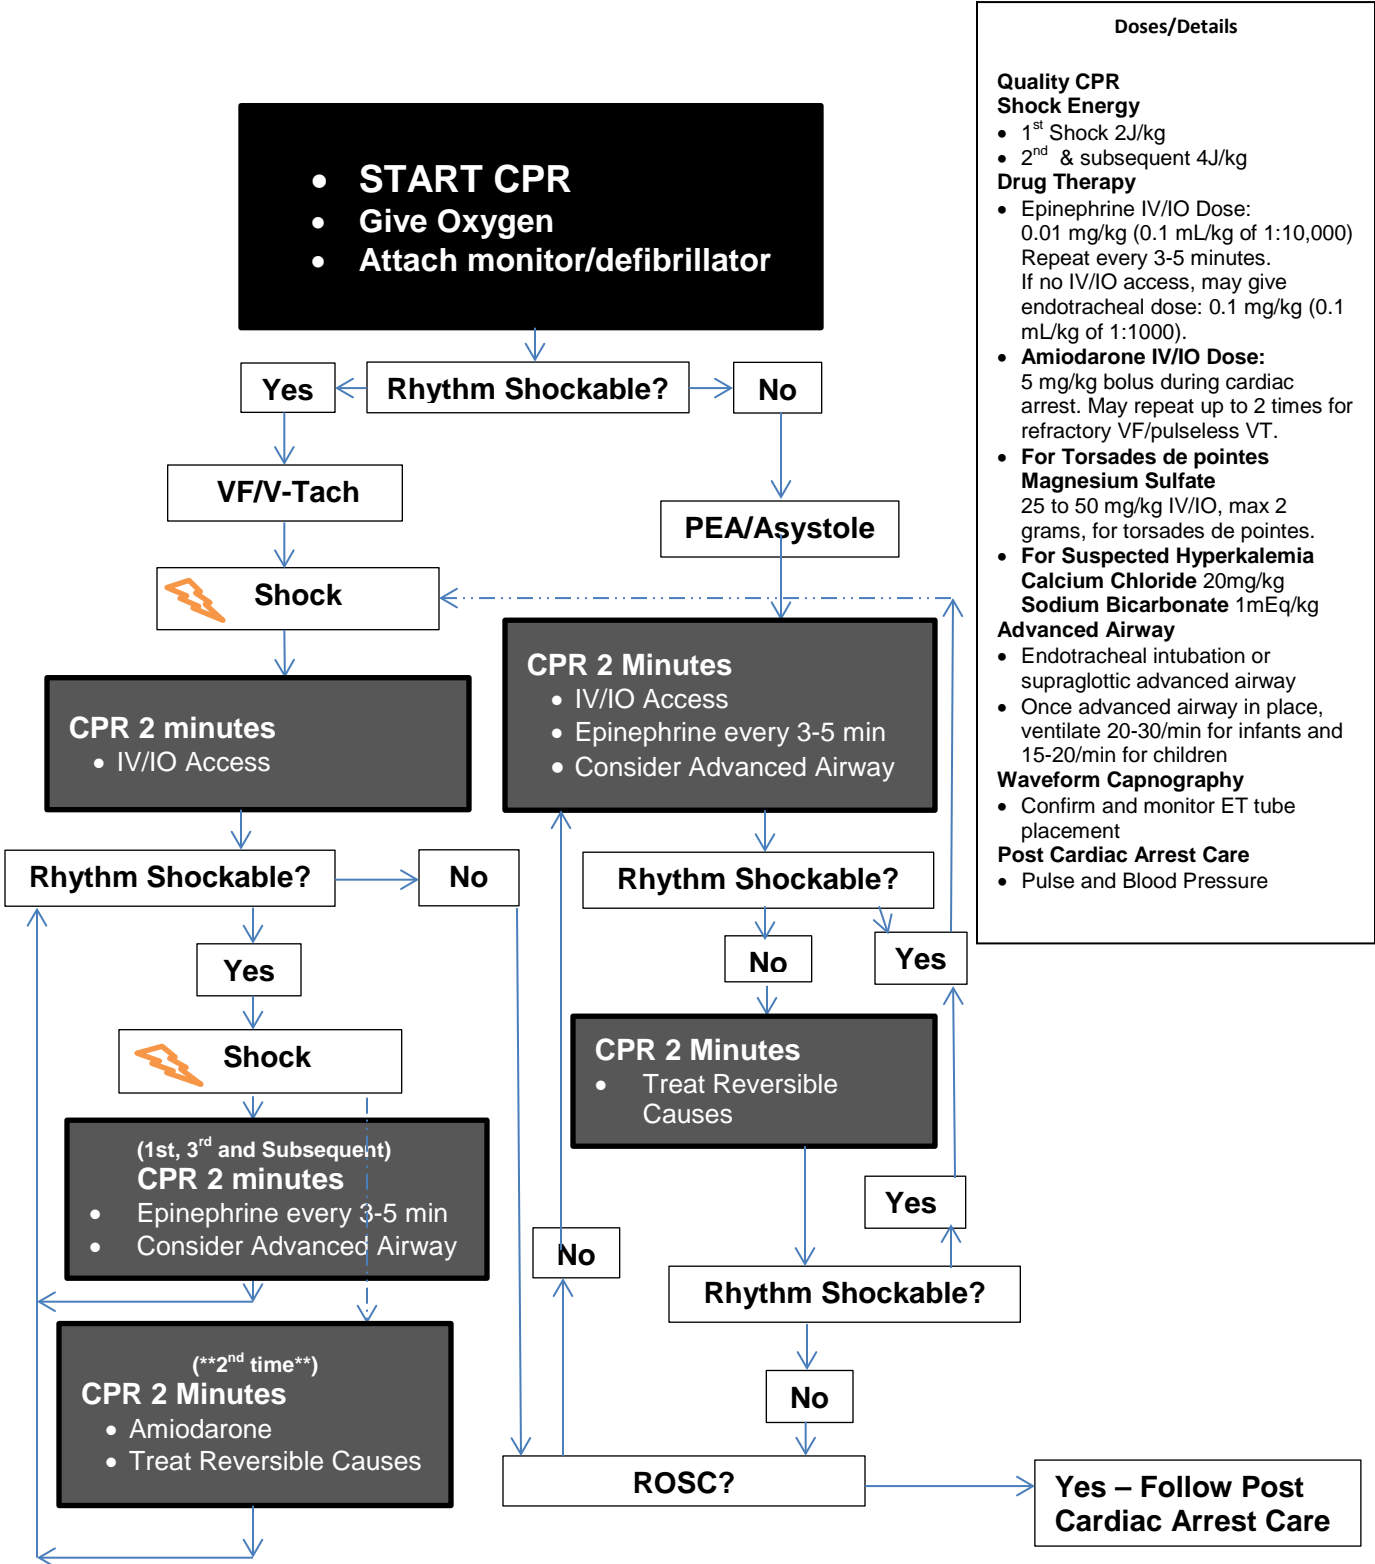 Doses/Details
Quality CPR
Shock Energy
• 1st Shock 2J/kg
• 2nd & subsequent 4J/kg
Drug Therapy
• Epinephrine IV/IO Dose:
0.01 mg/kg (0.1 mL/kg of 1:10,000)
Repeat every 3-5 minutes.
If no IV/IO access, may give
endotracheal dose: 0.1 mg/kg (0.1
mL/kg of 1:1000).
• Amiodarone IV/IO Dose:
5 mg/kg bolus during cardiac
arrest. May repeat up to 2 times for
refractory VF/pulseless VT.
• For Torsades de pointes
Magnesium Sulfate
25 to 50 mg/kg IV/IO, max 2
grams, for torsades de pointes.
• For Suspected Hyperkalemia
Calcium Chloride 20mg/kg
Sodium Bicarbonate 1mEq/kg
Advanced Airway
• Endotracheal intubation or
supraglottic advanced airway
• Once advanced airway in place,
ventilate 20-30/min for infants and
15-20/min for children
Waveform Capnography
• Confirm and monitor ET tube
placement
Post Cardiac Arrest Care
• Pulse and Blood Pressure
• START CPR
• Give Oxygen
• Attach monitor/defibrillator
Rhythm Shockable?
Yes
No
VF/V-Tach
PEA/Asystole
Shock
CPR 2 minutes
• IV/IO Access
CPR 2 Minutes
• IV/IO Access
• Epinephrine every 3-5 min
• Consider Advanced Airway
Rhythm Shockable?
No
Rhythm Shockable?
Yes
No
Yes
Shock
CPR 2 Minutes
• Treat Reversible
Causes
(1st, 3rd and Subsequent)
CPR 2 minutes
• Epinephrine every 3-5 min
• Consider Advanced Airway
Yes
No
Rhythm Shockable?
(**2nd time**)
CPR 2 Minutes
• Amiodarone
• Treat Reversible Causes
No
ROSC?
Yes – Follow Post
Cardiac Arrest Care